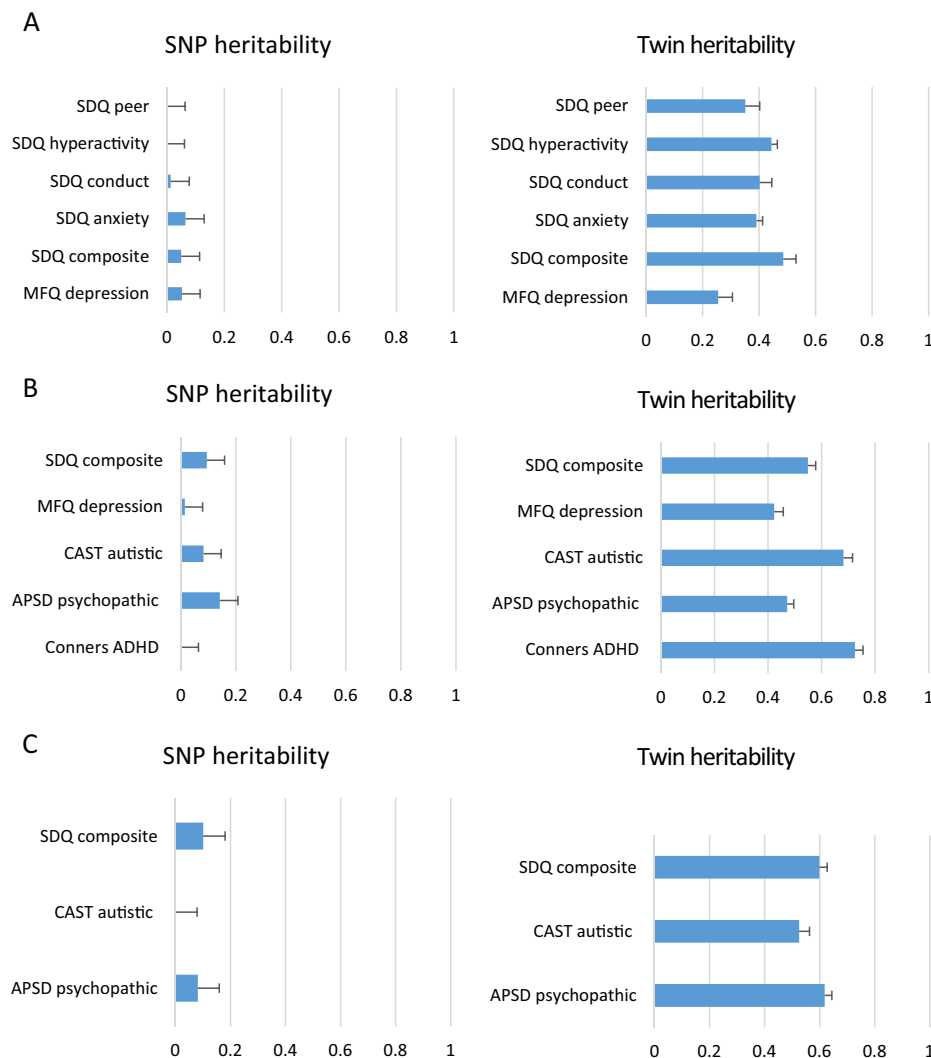 A
SNP heritability
SDQ peer
SDQ hyperactivity
SDQ conduct
SDQ anxiety
SDQ composite
MFQ depression
0 0.2 0.4 0.6 0.8 1
Twin heritability
SDQ peer
SDQ hyperactivity
SDQ conduct
SDQ anxiety
SDQ composite
MFQ depression
0 0.2 0.4 0.6 0.8 1
B
SNP heritability
SDQ composite
MFQ depression
CAST autistic
APSD psychopathic
Conners ADHD
0 0.2 0.4 0.6 0.8 1
Twin heritability
SDQ composite
MFQ depression
CAST autistic
APSD psychopathic
Conners ADHD
0 0.2 0.4 0.6 0.8 1
C
SNP heritability
SDQ composite
CAST autistic
APSD psychopathic
0 0.2 0.4 0.6 0.8 1
Twin heritability
SDQ composite
CAST autistic
APSD psychopathic
0 0.2 0.4 0.6 0.8 1